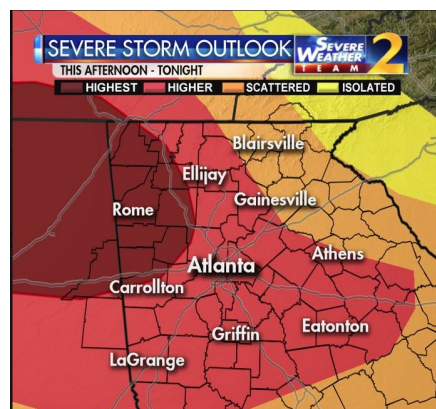 SEVERE STORM OUTLOOK
SEVERE WEATHER TEAM 2
THIS AFTERNOON - TONIGHT
HIGHEST HIGHER SCATTERED ISOLATED
Blairsville
Ellijay
Gainesville
Rome
Athens
Atlanta
Carrollton
Griffin
Eatonton
LaGrange